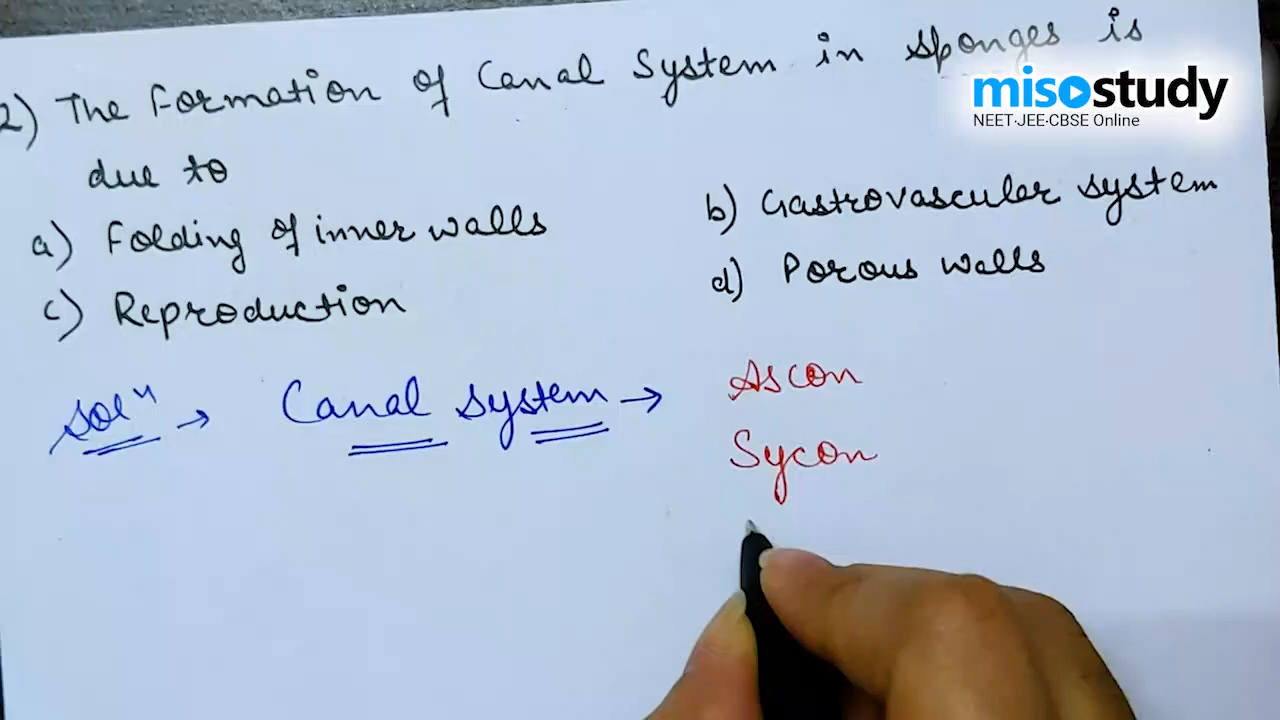 2) The Formation of Canal System in Sponges is
due to
a) Folding of inner walls
b) Gastrovascular system
c) Reproduction
d) Porous walls
Solⁿ → Canal system → Ascon
Sycon
misostudy
NEET·JEE·CBSE Online